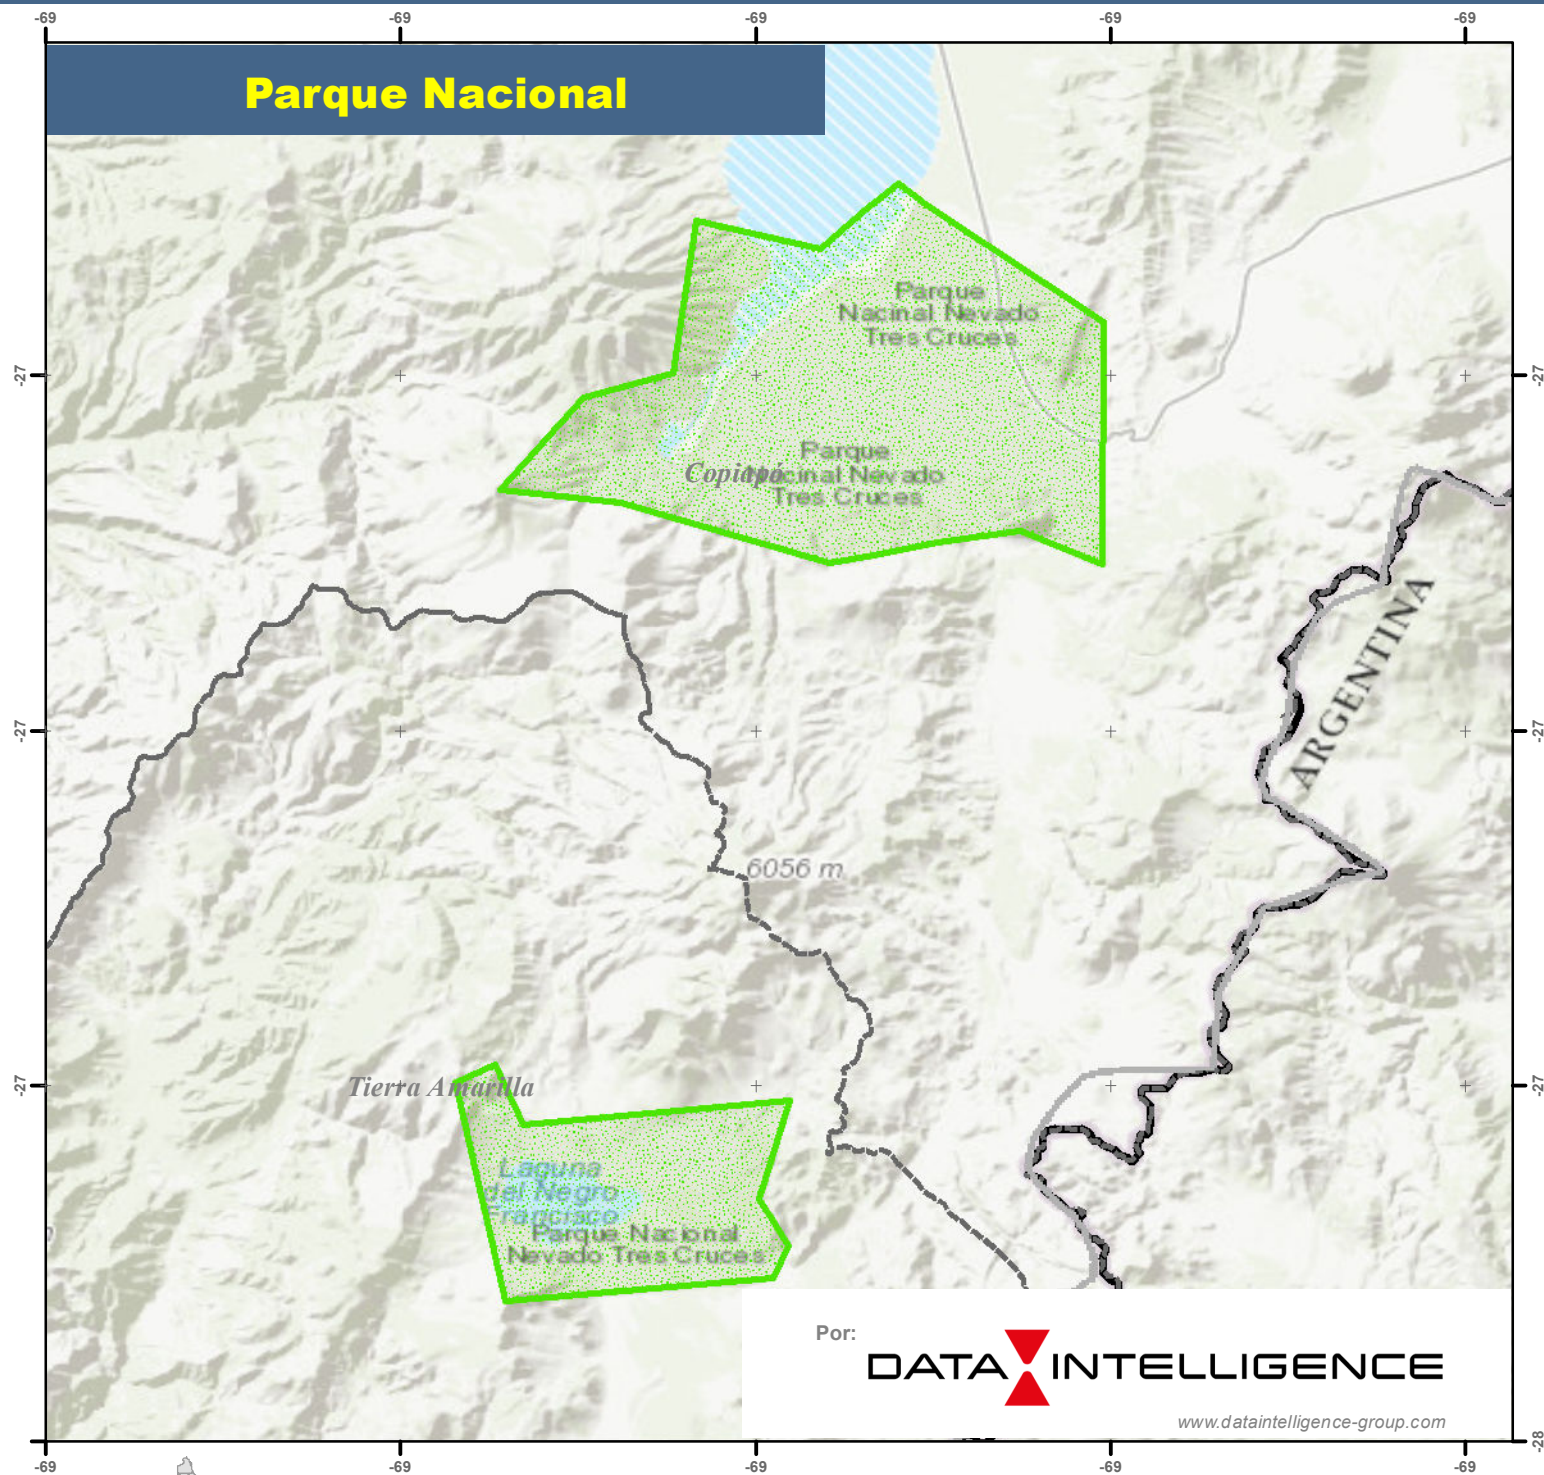 -69
-69
-69
-69
-69
Parque Nacional
Parque
Nacinal Nevado
Tres Cruces
-27
-27
Parque
Nacinal Nevado
Tres Cruces
Copiapó
ARGENTINA
-27
-27
6056 m
-27
-27
Tierra Amarilla
Laguna
del Negro
Francisco
Parque Nacional
Nevado Tres Cruces
Por:
DATA INTELLIGENCE
www.dataintelligence-group.com
-28
-69
-69
-69
-69
-69